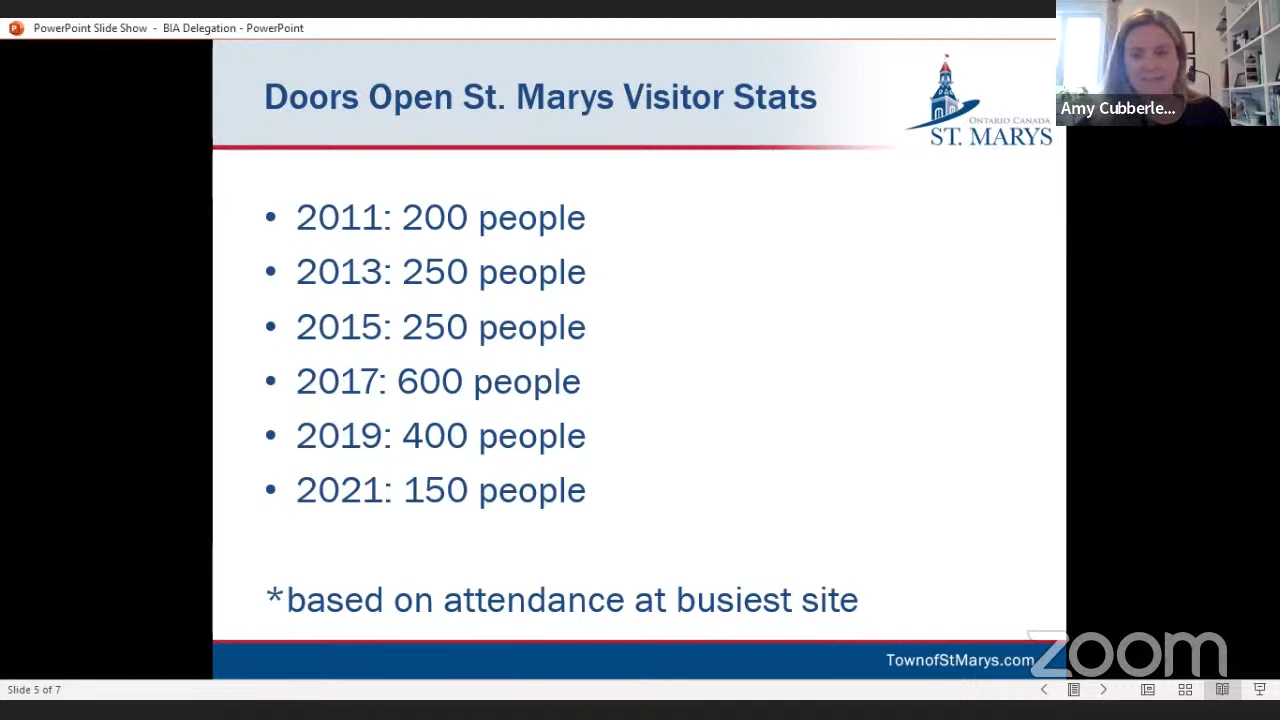 PowerPoint Slide Show - BIA Delegation - PowerPoint
Doors Open St. Marys Visitor Stats
ONTARIO CANADA
ST. MARYS
Amy Cubberle...
• 2011: 200 people
• 2013: 250 people
• 2015: 250 people
• 2017: 600 people
• 2019: 400 people
• 2021: 150 people
*based on attendance at busiest site
TownofStMarys.com
zoom
Slide 5 of 7